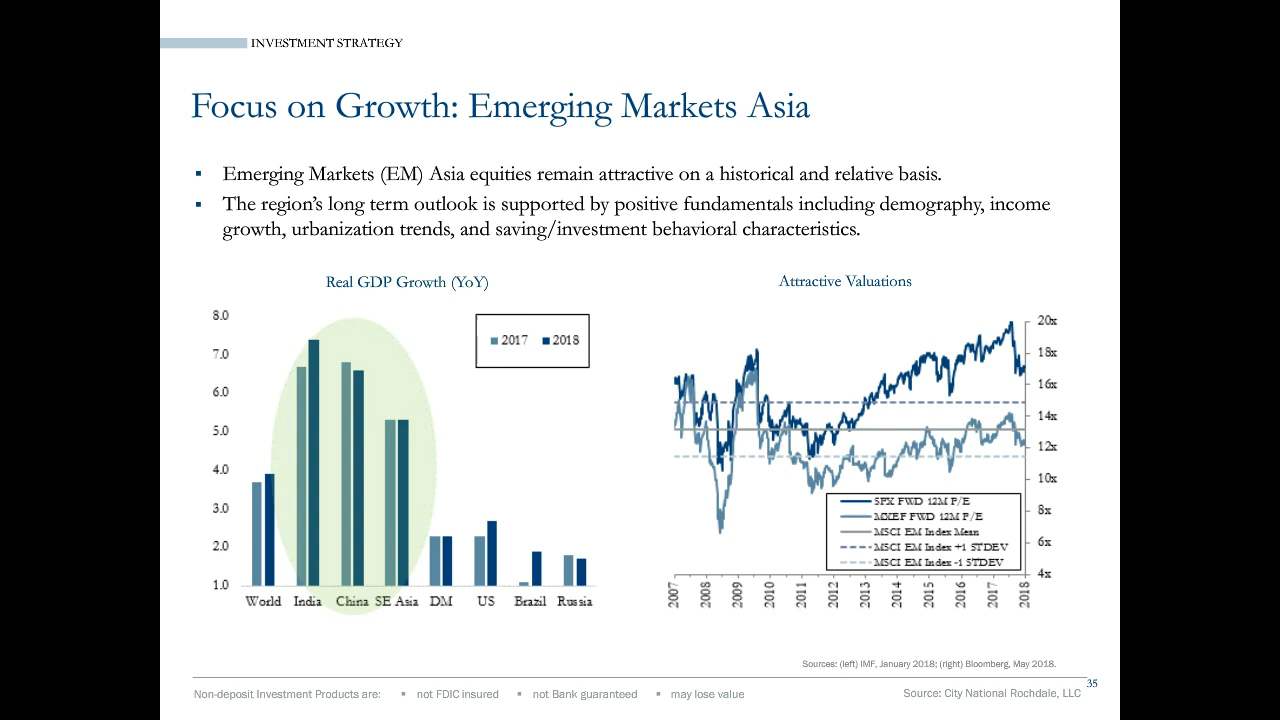 INVESTMENT STRATEGY
Focus on Growth: Emerging Markets Asia
▪ Emerging Markets (EM) Asia equities remain attractive on a historical and relative basis.
▪ The region's long term outlook is supported by positive fundamentals including demography, income
growth, urbanization trends, and saving/investment behavioral characteristics.
Real GDP Growth (YoY)
8.0
7.0
6.0
5.0
4.0
3.0
2.0
1.0
2017 2018
World India China SE Asia DM US Brazil Russia
Attractive Valuations
20x
18x
16x
14x
12x
10x
8x
6x
4x
SPX FWD 12M P/E
MXEF FWD 12M P/E
MSCI EM Index Mean
MSCI EM Index +1 STDEV
MSCI EM Index -1 STDEV
2007 2008 2009 2010 2011 2012 2013 2014 2015 2016 2017 2018
Sources: (left) IMF, January 2018; (right) Bloomberg, May 2018.
Non-deposit Investment Products are: ▪ not FDIC insured ▪ not Bank guaranteed ▪ may lose value
Source: City National Rochdale, LLC
35